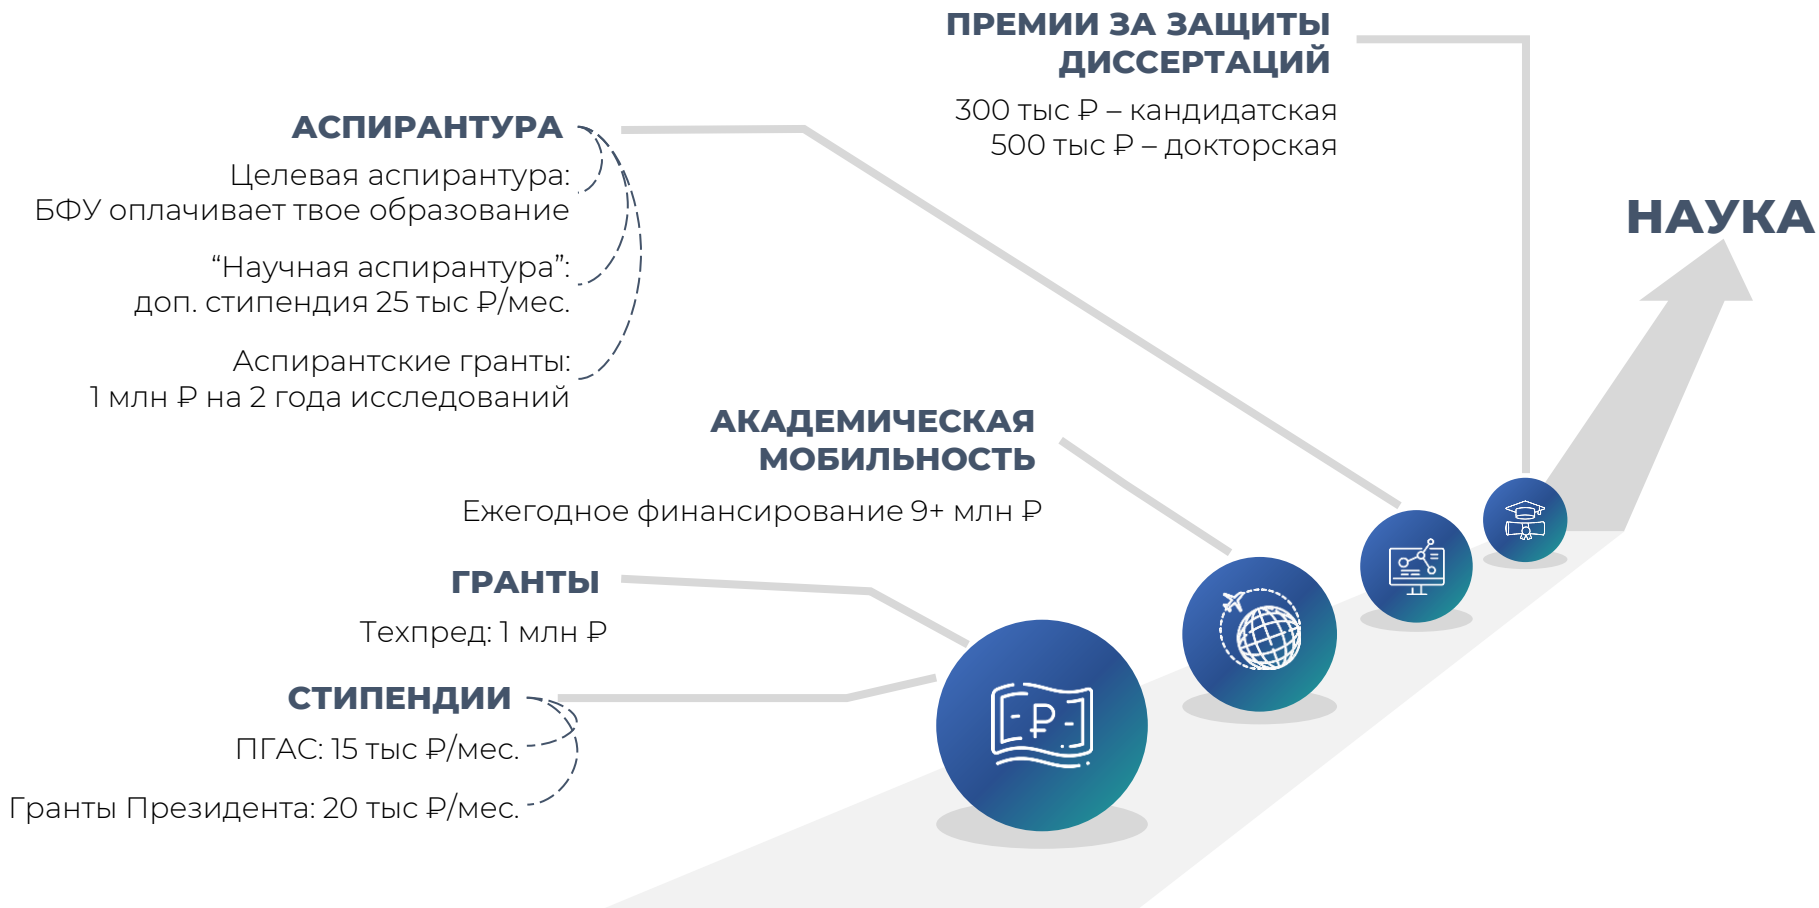 ПРЕМИИ ЗА ЗАЩИТЫ
ДИССЕРТАЦИЙ
300 тыс ₽ – кандидатская
500 тыс ₽ – докторская
АСПИРАНТУРА
Целевая аспирантура:
БФУ оплачивает твое образование
“Научная аспирантура”:
доп. стипендия 25 тыс ₽/мес.
Аспирантские гранты:
1 млн ₽ на 2 года исследований
НАУКА
АКАДЕМИЧЕСКАЯ
МОБИЛЬНОСТЬ
Ежегодное финансирование 9+ млн ₽
ГРАНТЫ
Техпред: 1 млн ₽
СТИПЕНДИИ
ПГАС: 15 тыс ₽/мес.
Гранты Президента: 20 тыс ₽/мес.
₽